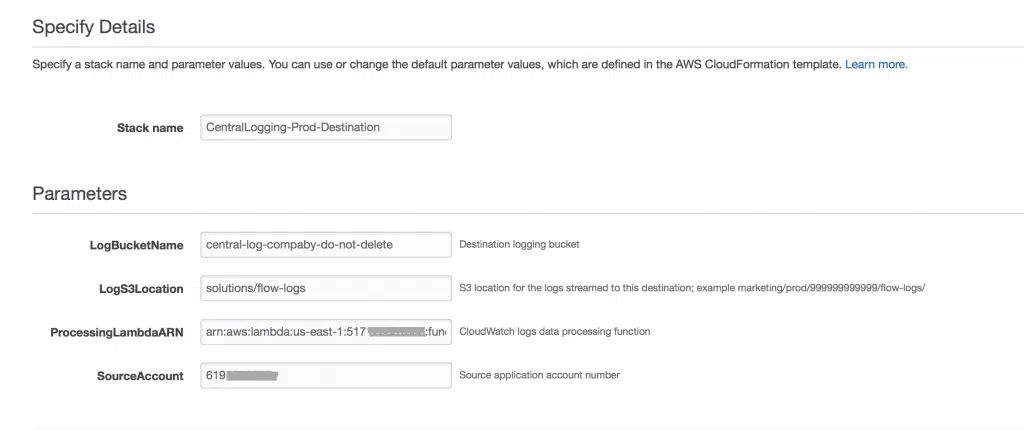 Specify Details
Specify a stack name and parameter values. You can use or change the default parameter values, which are defined in the AWS CloudFormation template. Learn more.
Stack name CentralLogging-Prod-Destination
Parameters
LogBucketName central-log-compaby-do-not-delete Destination logging bucket
LogS3Location solutions/flow-logs S3 location for the logs streamed to this destination; example marketing/prod/999999999999/flow-logs/
ProcessingLambdaARN arn:aws:lambda:us-east-1:517 :func CloudWatch logs data processing function
SourceAccount 619 Source application account number